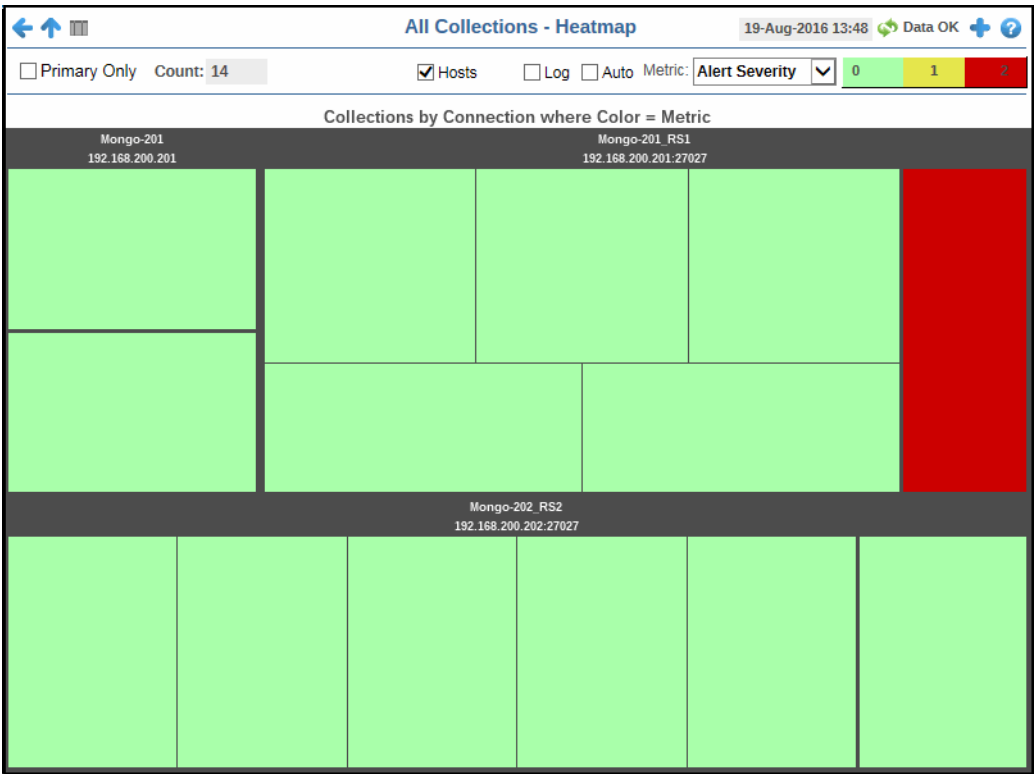 All Collections - Heatmap 19-Aug-2016 13:48 Data OK
Primary Only Count: 14 Hosts Log Auto Metric: Alert Severity 0 1 2
Collections by Connection where Color = Metric
Mongo-201 Mongo-201_RS1
192.168.200.201 192.168.200.201:27027
Mongo-202_RS2
192.168.200.202:27027